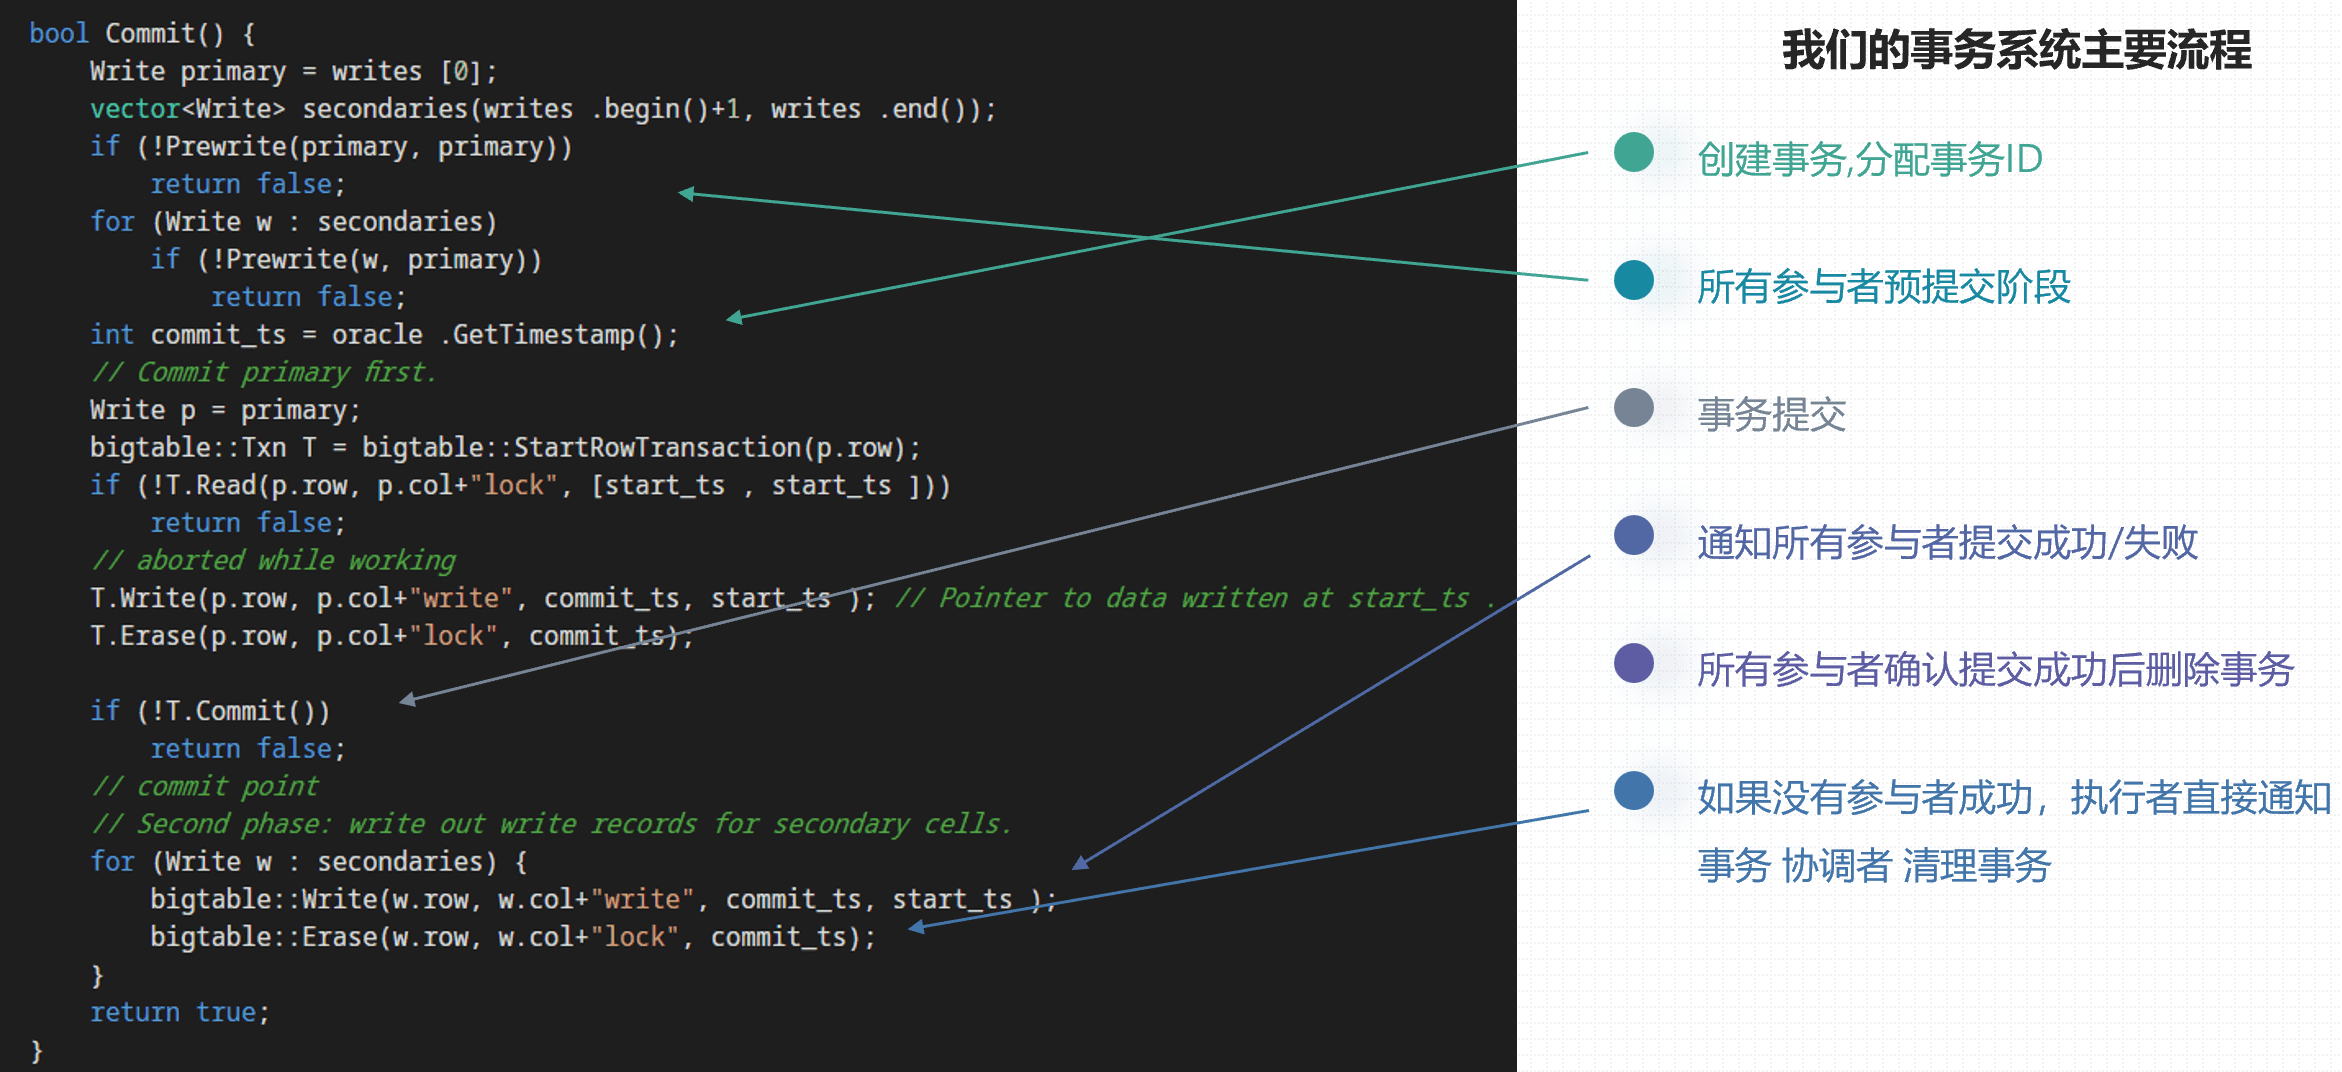 bool Commit() {
    Write primary = writes [0];
    vector<Write> secondaries(writes .begin()+1, writes .end());
    if (!Prewrite(primary, primary))
        return false;
    for (Write w : secondaries)
        if (!Prewrite(w, primary))
            return false;
    int commit_ts = oracle .GetTimestamp();
    // Commit primary first.
    Write p = primary;
    bigtable::Txn T = bigtable::StartRowTransaction(p.row);
    if (!T.Read(p.row, p.col+"lock", [start_ts , start_ts ]))
        return false;
    // aborted while working
    T.Write(p.row, p.col+"write", commit_ts, start_ts ); // Pointer to data written at start_ts .
    T.Erase(p.row, p.col+"lock", commit_ts);
    if (!T.Commit())
        return false;
    // commit point
    // Second phase: write out write records for secondary cells.
    for (Write w : secondaries) {
        bigtable::Write(w.row, w.col+"write", commit_ts, start_ts );
        bigtable::Erase(w.row, w.col+"lock", commit_ts);
    }
    return true;
}
我们的事务系统主要流程
创建事务,分配事务ID
所有参与者预提交阶段
事务提交
通知所有参与者提交成功/失败
所有参与者确认提交成功后删除事务
如果没有参与者成功，执行者直接通知
事务 协调者 清理事务